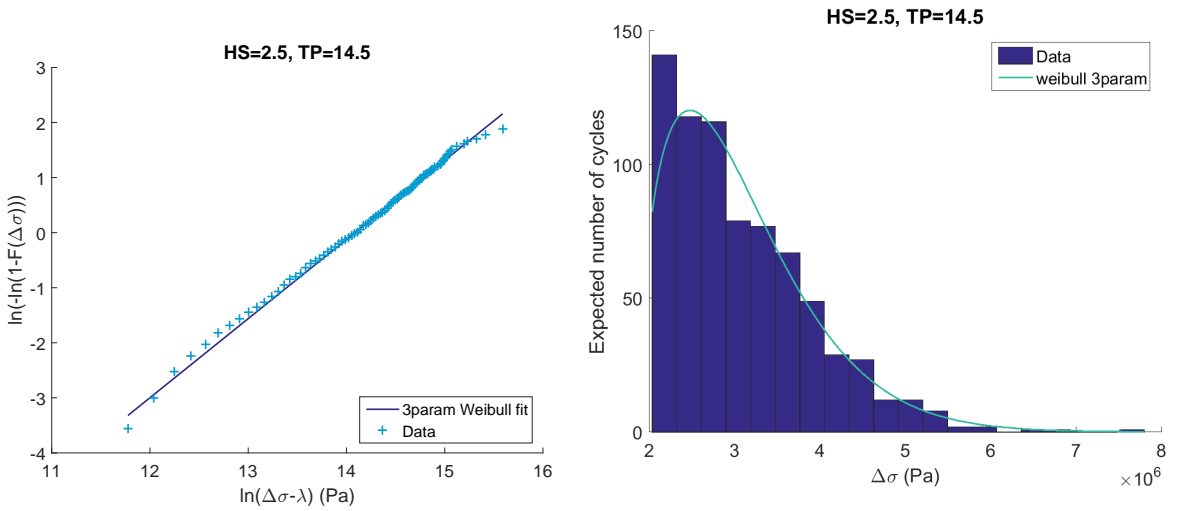 HS=2.5, TP=14.5
3
2
1
0
-1
-2
-3
-4
ln(-ln(1-F(Δσ)))
11
12
13
14
15
16
ln(Δσ-λ) (Pa)
3param Weibull fit
Data
HS=2.5, TP=14.5
150
100
50
0
Expected number of cycles
2
3
4
5
6
7
8
Δσ (Pa)
×10⁶
Data
weibull 3param